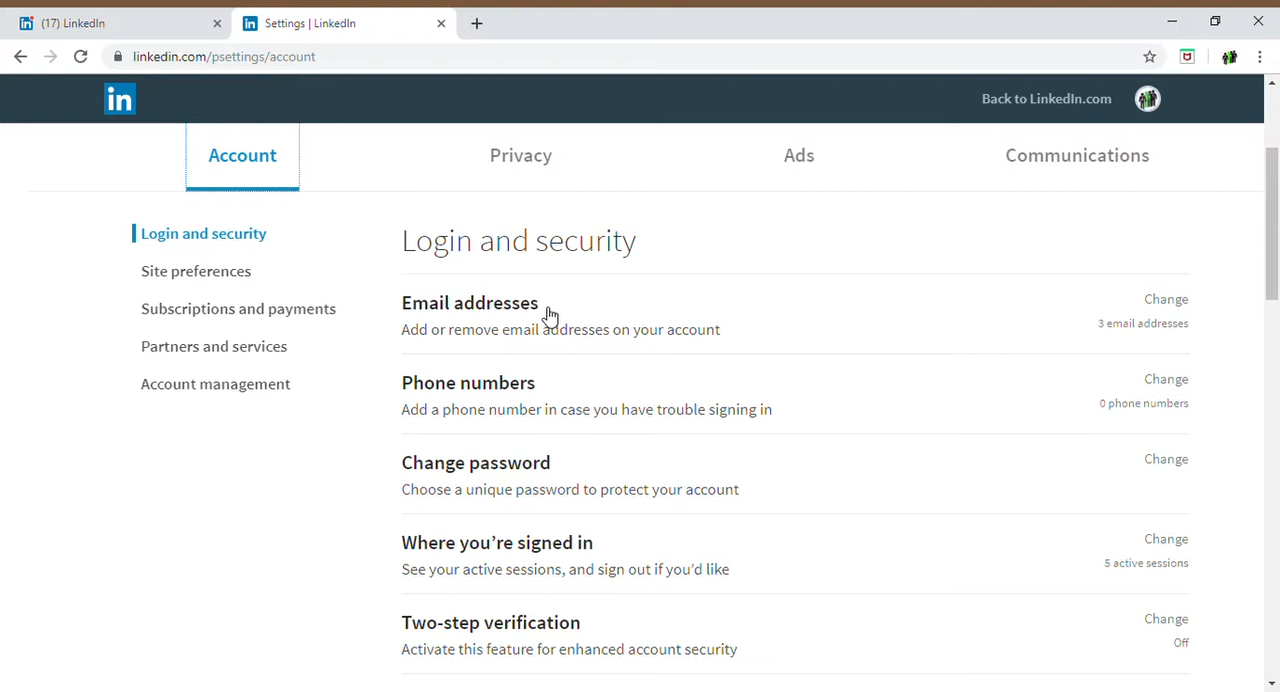 (17) LinkedIn
Settings | LinkedIn
linkedin.com/psettings/account
in
Back to LinkedIn.com
Account
Privacy
Ads
Communications
Login and security
Site preferences
Subscriptions and payments
Partners and services
Account management
Login and security
Email addresses
Change
Add or remove email addresses on your account
3 email addresses
Phone numbers
Change
Add a phone number in case you have trouble signing in
0 phone numbers
Change password
Change
Choose a unique password to protect your account
Where you're signed in
Change
See your active sessions, and sign out if you'd like
5 active sessions
Two-step verification
Change
Activate this feature for enhanced account security
Off